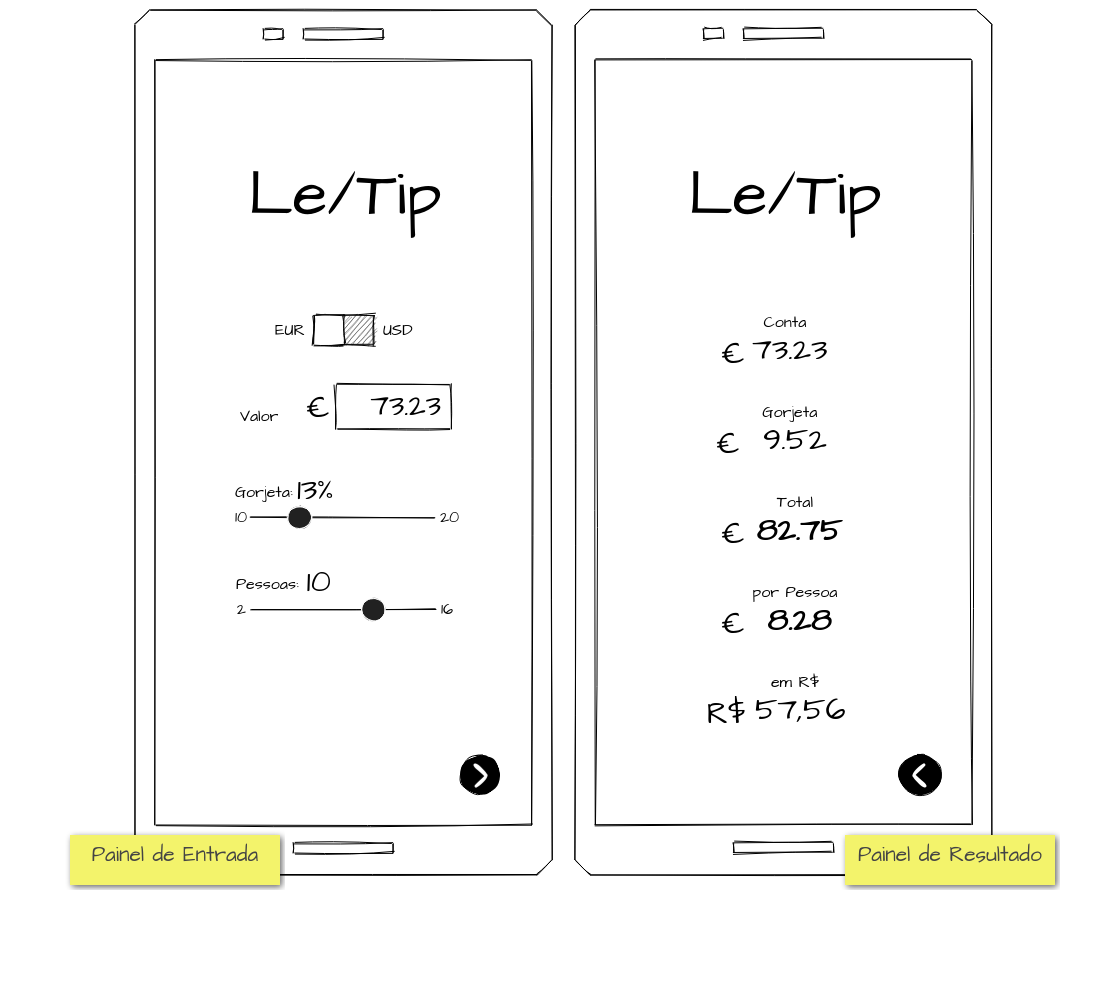 Le/Tip
EUR USD
Valor € 73.23
Gorjeta: 13%
10 20
Pessoas: 10
2 16
Painel de Entrada
Le/Tip
Conta
€ 73.23
Gorjeta
€ 9.52
Total
€ 82.75
por Pessoa
€ 8.28
em R$
R$ 57,56
Painel de Resultado